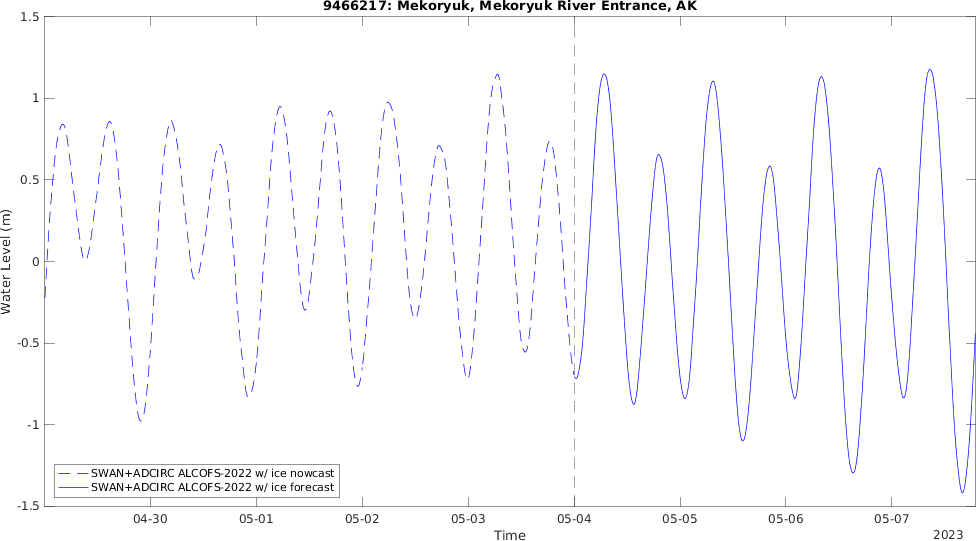 9466217: Mekoryuk, Mekoryuk River Entrance, AK
1.5
1
0.5
0
-0.5
-1
-1.5
Water Level (m)
SWAN+ADCIRC ALCOFS-2022 w/ ice nowcast
SWAN+ADCIRC ALCOFS-2022 w/ ice forecast
04-30 05-01 05-02 05-03 05-04 05-05 05-06 05-07
Time
2023